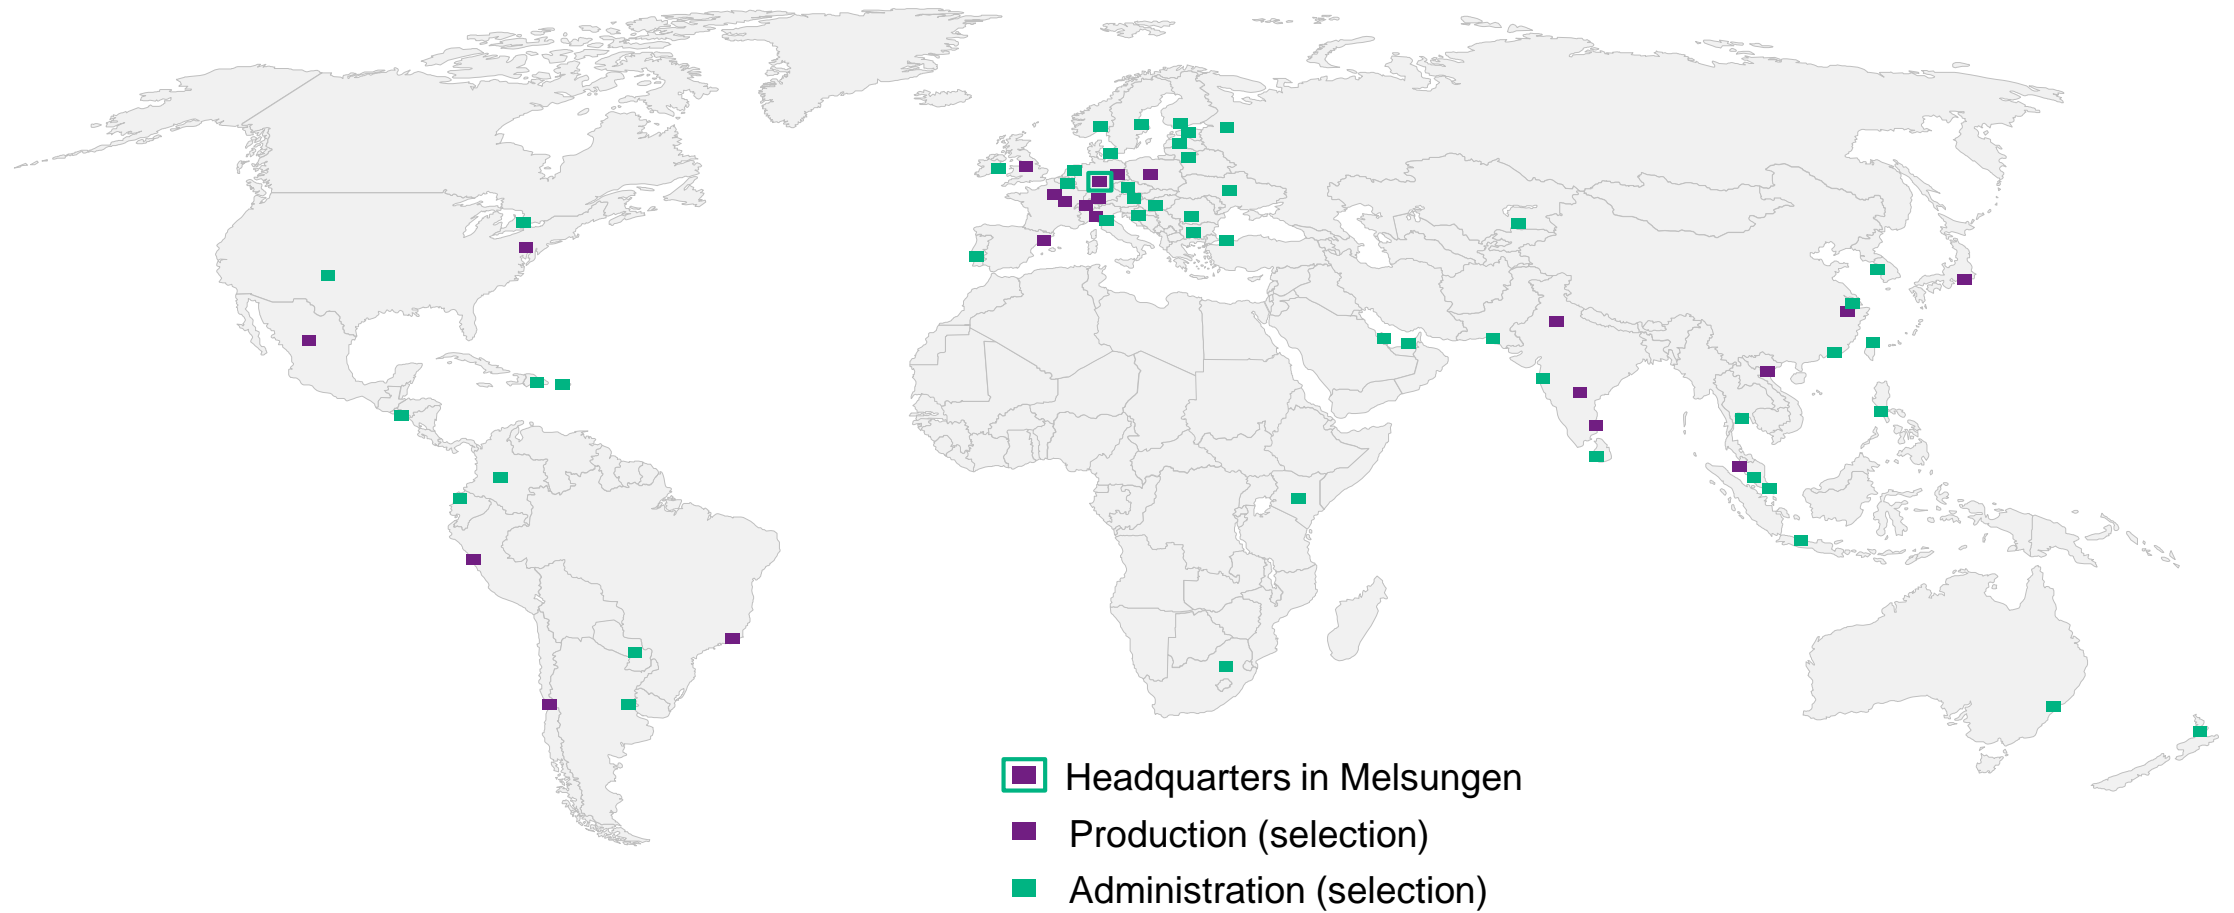 Headquarters in Melsungen
Production (selection)
Administration (selection)